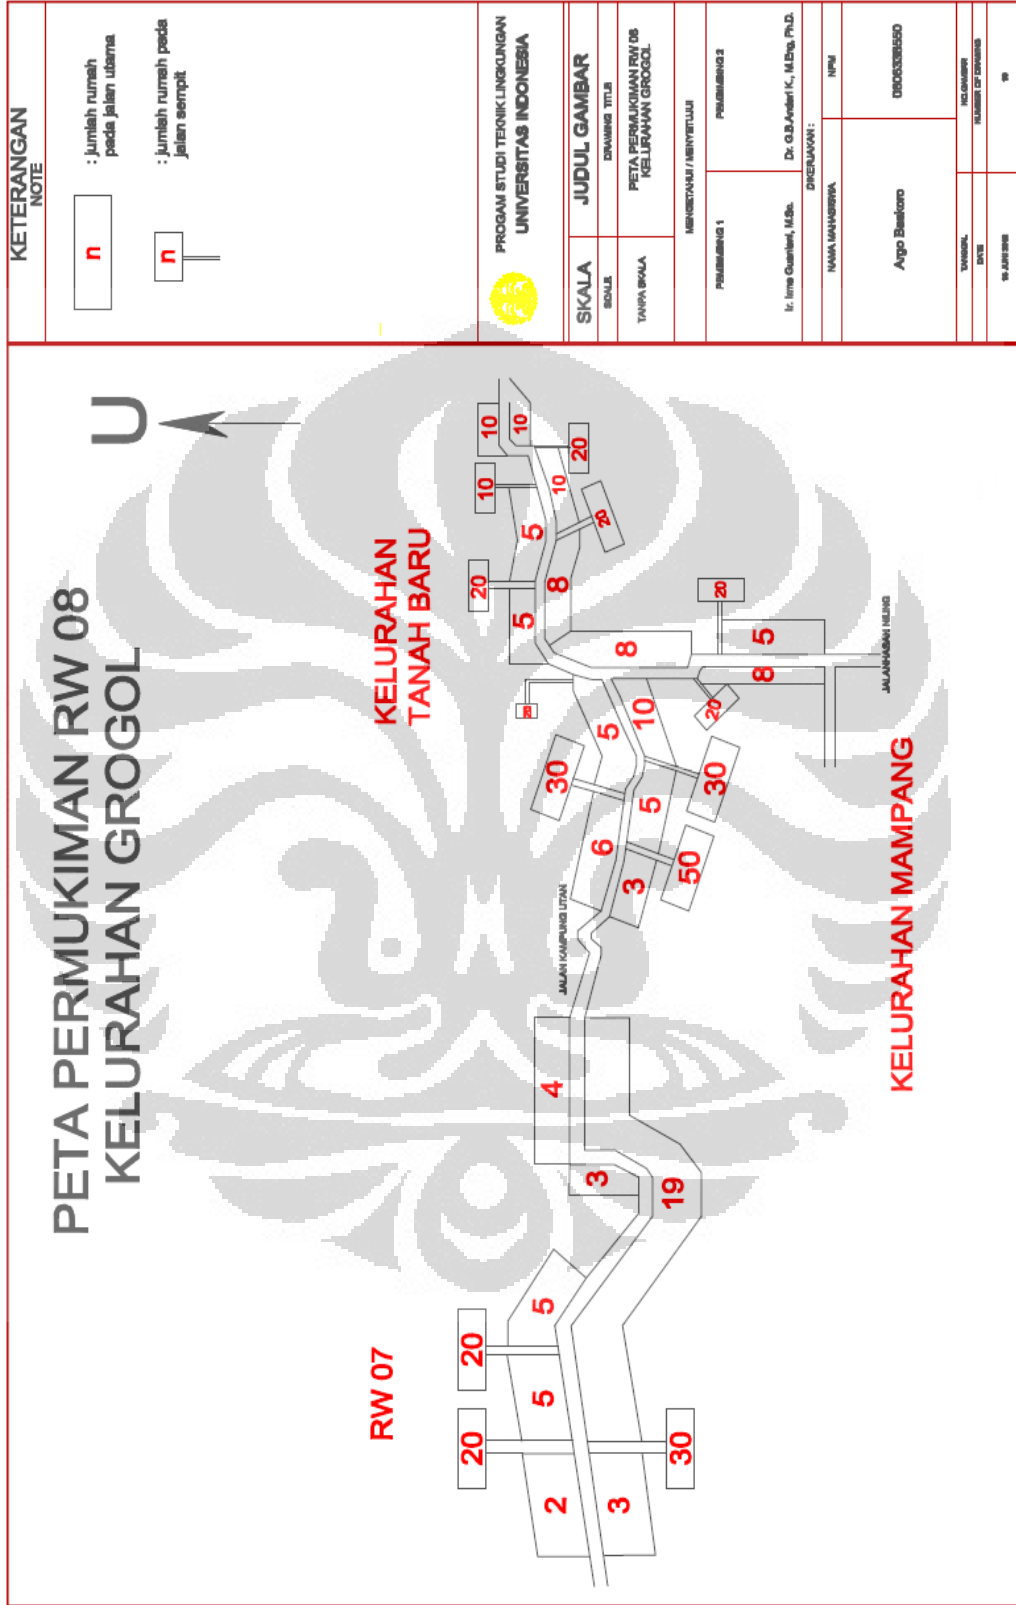 PETA PERMUKIMAN RW 08
KELURAHAN GROGOL
U
RW 07
KELURAHAN
TANAH BARU
KELURAHAN MAMPANG
JALAN KAMPUNG UTAN
20
20
5
5
2
3
30
3
4
19
30
6
5
3
5
50
30
10
20
20
8
8
5
20
5
20
8
5
10
20
10
20
10
10
KETERANGAN
NOTE
n
: jumlah rumah
pada jalan utama
n
: jumlah rumah pada
jalan sempit
PROGAM STUDI TEKNIK LINGKUNGAN
UNIVERSITAS INDONESIA
SKALA
SCALE
TANPA SKALA
JUDUL GAMBAR
DRAWING TITLE
PETA PERMUKIMAN RW 08
KELURAHAN GROGOL
MENGETAHUI / MENYETUJUI
PEMBIMBING 1
PEMBIMBING 2
Ir. Irma Gusniani, M.Sc.
Dr. G.B.Andari K., M.Eng, Ph.D.
DIKERJAKAN :
NAMA MAHASISWA
NPM
Argo Baskoro
TANGGAL
DATE
NO.GAMBAR
NUMBER OF DRAWING